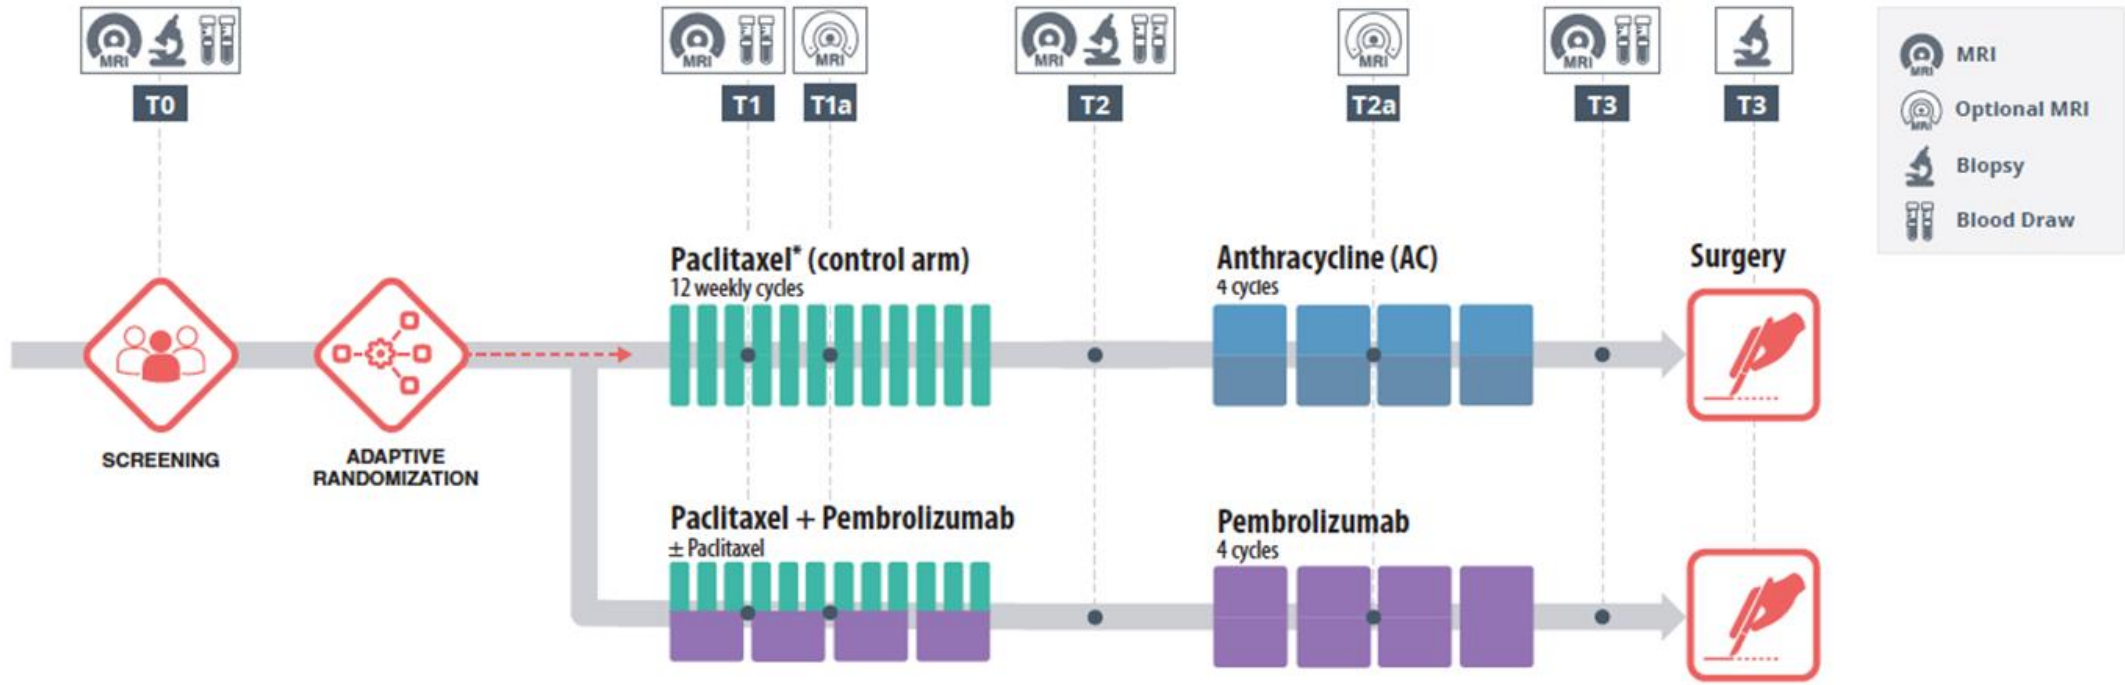 MRI
MRI
MRI
MRI
MRI
MRI
T0
T1
T1a
T2
T2a
T3
T3
MRI
MRI
MRI
Optional MRI
Biopsy
Blood Draw
Paclitaxel* (control arm)
12 weekly cycles
Anthracycline (AC)
4 cycles
Surgery
SCREENING
ADAPTIVE
RANDOMIZATION
Paclitaxel + Pembrolizumab
± Paclitaxel
Pembrolizumab
4 cycles